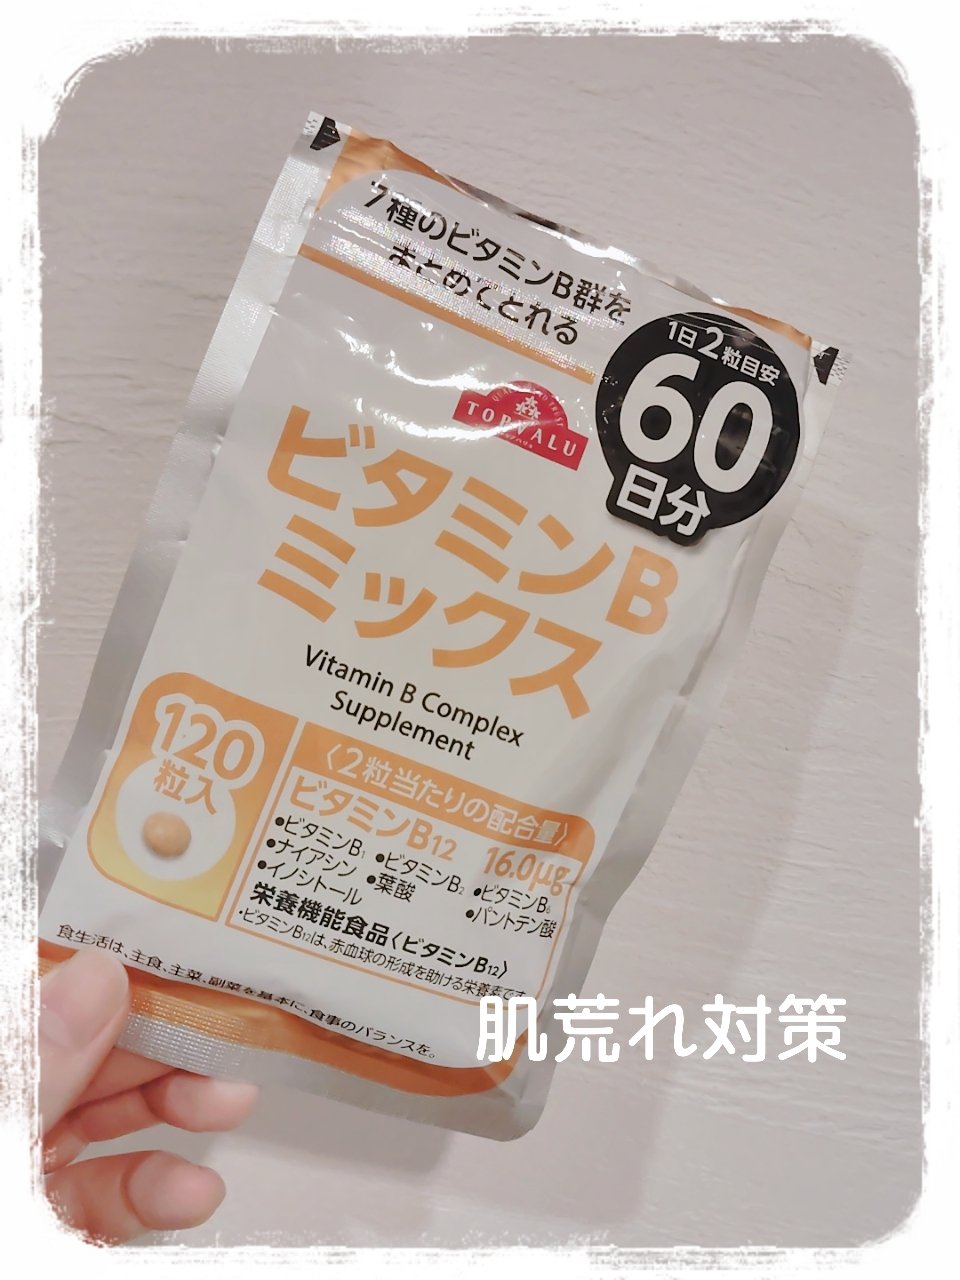 7種のビタミンB群を
まとめてとれる
1日2粒目安
60
日分
TOPVALU
ビタミンB
ミックス
Vitamin B Complex
Supplement
120
粒入
〈2粒当たりの配合量〉
ビタミンB12 16.0μg
●ビタミンB1 ●ビタミンB2 ●ビタミンB6
●ナイアシン ●葉酸 ●パントテン酸
●イノシトール
栄養機能食品〈ビタミンB12〉
・ビタミンB12は、赤血球の形成を助ける栄養素です。
食生活は、主食、主菜、副菜を基本に、食事のバランスを。
肌荒れ対策